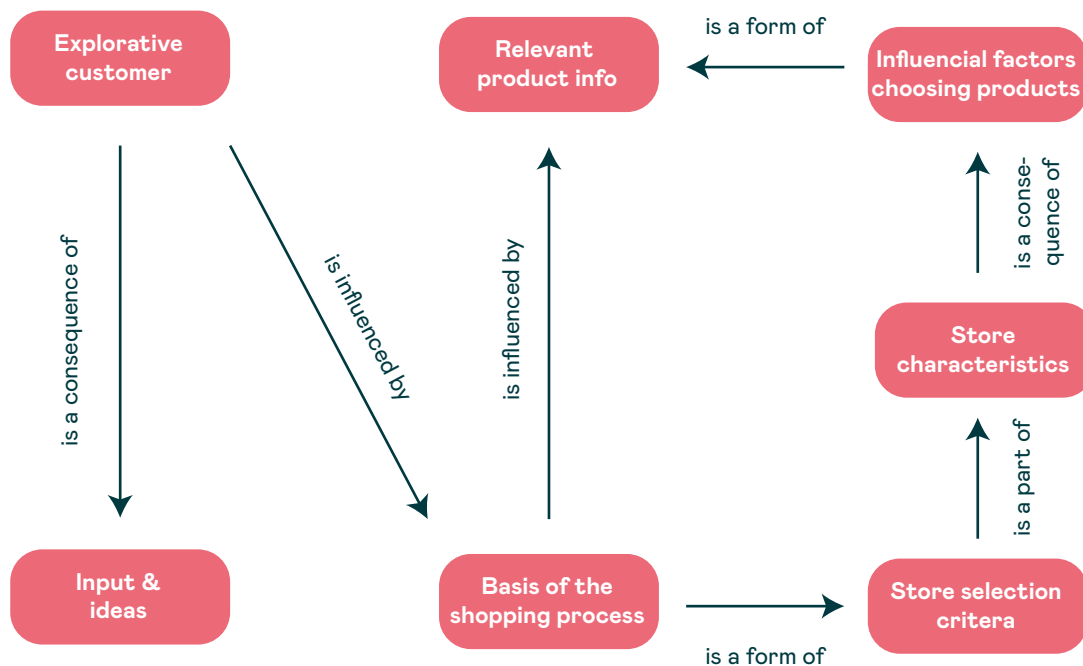 Explorative
customer
Relevant
product info
is a form of
Influencial factors
choosing products
is a consequence of
is influenced by
is influenced by
is a conse-
quence of
Store
characteristics
is a part of
Input &
ideas
Basis of the
shopping process
is a form of
Store selection
critera